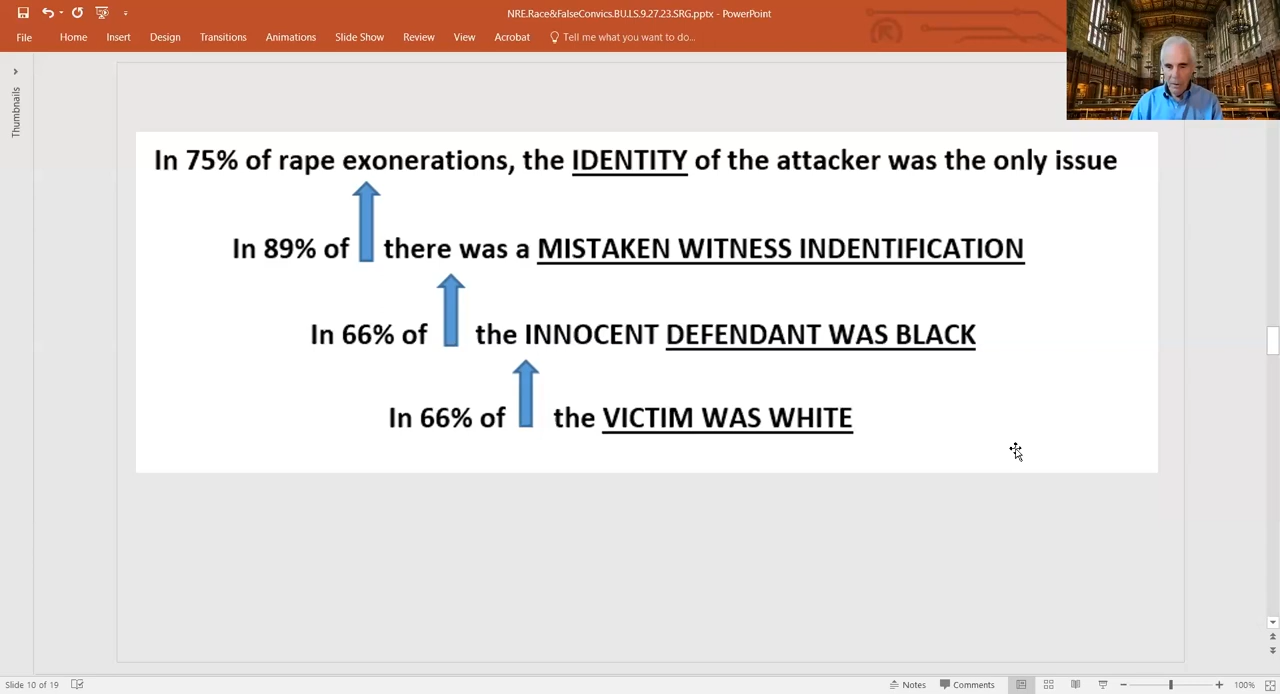 NRE.Race&FalseConvics.BU.LS.9.27.23.SRG.pptx - PowerPoint
File Home Insert Design Transitions Animations Slide Show Review View Acrobat Tell me what you want to do...
Thumbnails
In 75% of rape exonerations, the IDENTITY of the attacker was the only issue
In 89% of there was a MISTAKEN WITNESS INDENTIFICATION
In 66% of the INNOCENT DEFENDANT WAS BLACK
In 66% of the VICTIM WAS WHITE
Slide 10 of 19 Notes Comments 100%